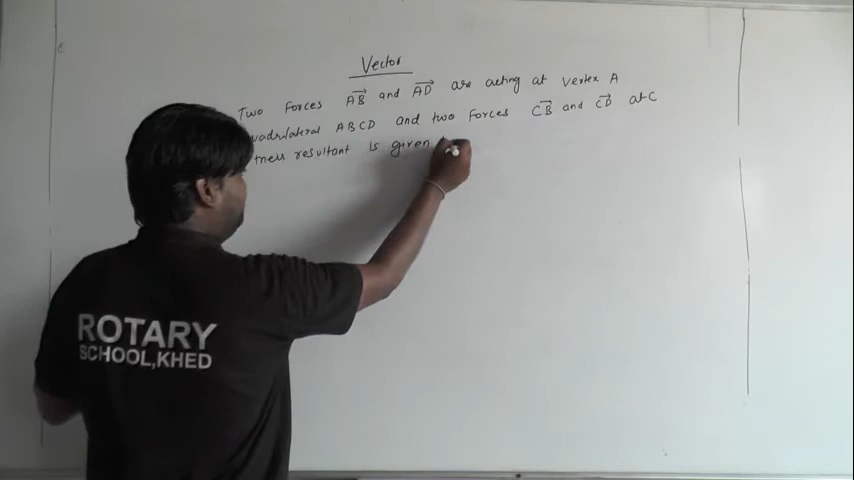 Vector
Two Forces AB and AD are acting at vertex A
uadrilateral ABCD and two Forces CB and CD at C
their resultant is given
ROTARY
SCHOOL,KHED